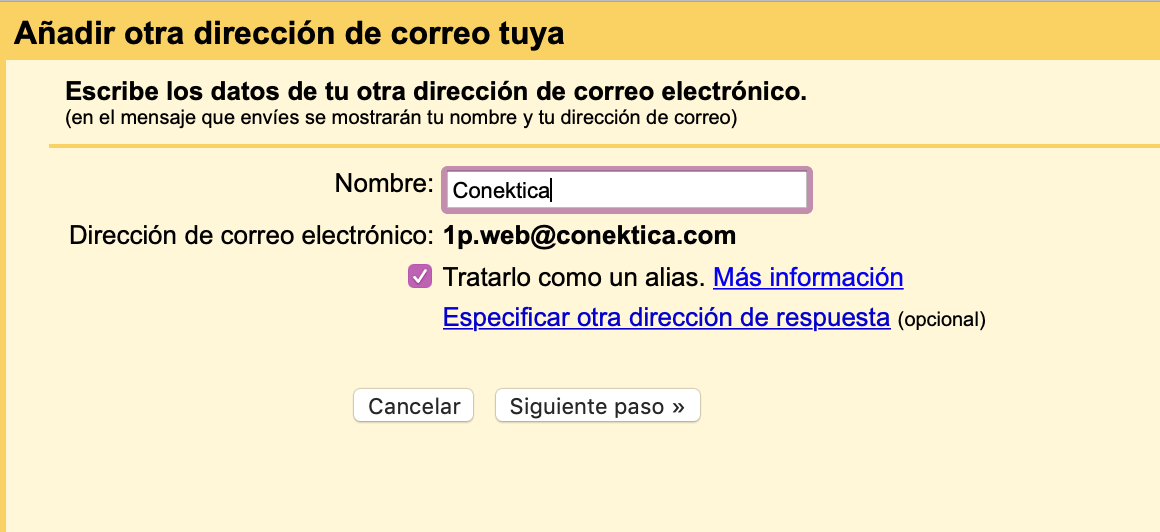 Añadir otra dirección de correo tuya
Escribe los datos de tu otra dirección de correo electrónico.
(en el mensaje que envíes se mostrarán tu nombre y tu dirección de correo)
Nombre: Conektica
Dirección de correo electrónico: 1p.web@conektica.com
Tratarlo como un alias. Más información
Especificar otra dirección de respuesta (opcional)
Cancelar Siguiente paso »